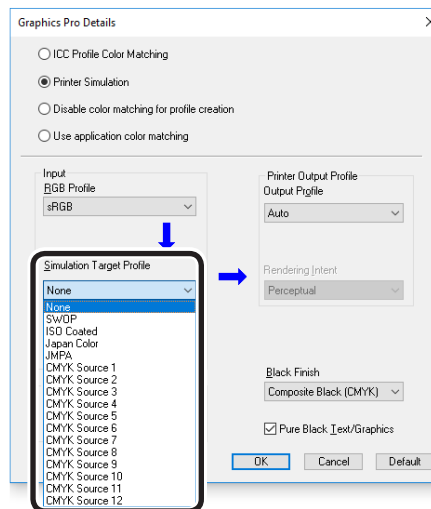 Graphics Pro Details
ICC Profile Color Matching
Printer Simulation
Disable color matching for profile creation
Use application color matching
Input
RGB Profile
sRGB
Printer Output Profile
Output Profile
Auto
Simulation Target Profile
None
Rendering Intent
Perceptual
None
SWOP
ISO Coated
Japan Color
JMPA
CMYK Source 1
CMYK Source 2
CMYK Source 3
CMYK Source 4
CMYK Source 5
CMYK Source 6
CMYK Source 7
CMYK Source 8
CMYK Source 9
CMYK Source 10
CMYK Source 11
CMYK Source 12
Black Finish
Composite Black (CMYK)
Pure Black Text/Graphics
OK Cancel Default